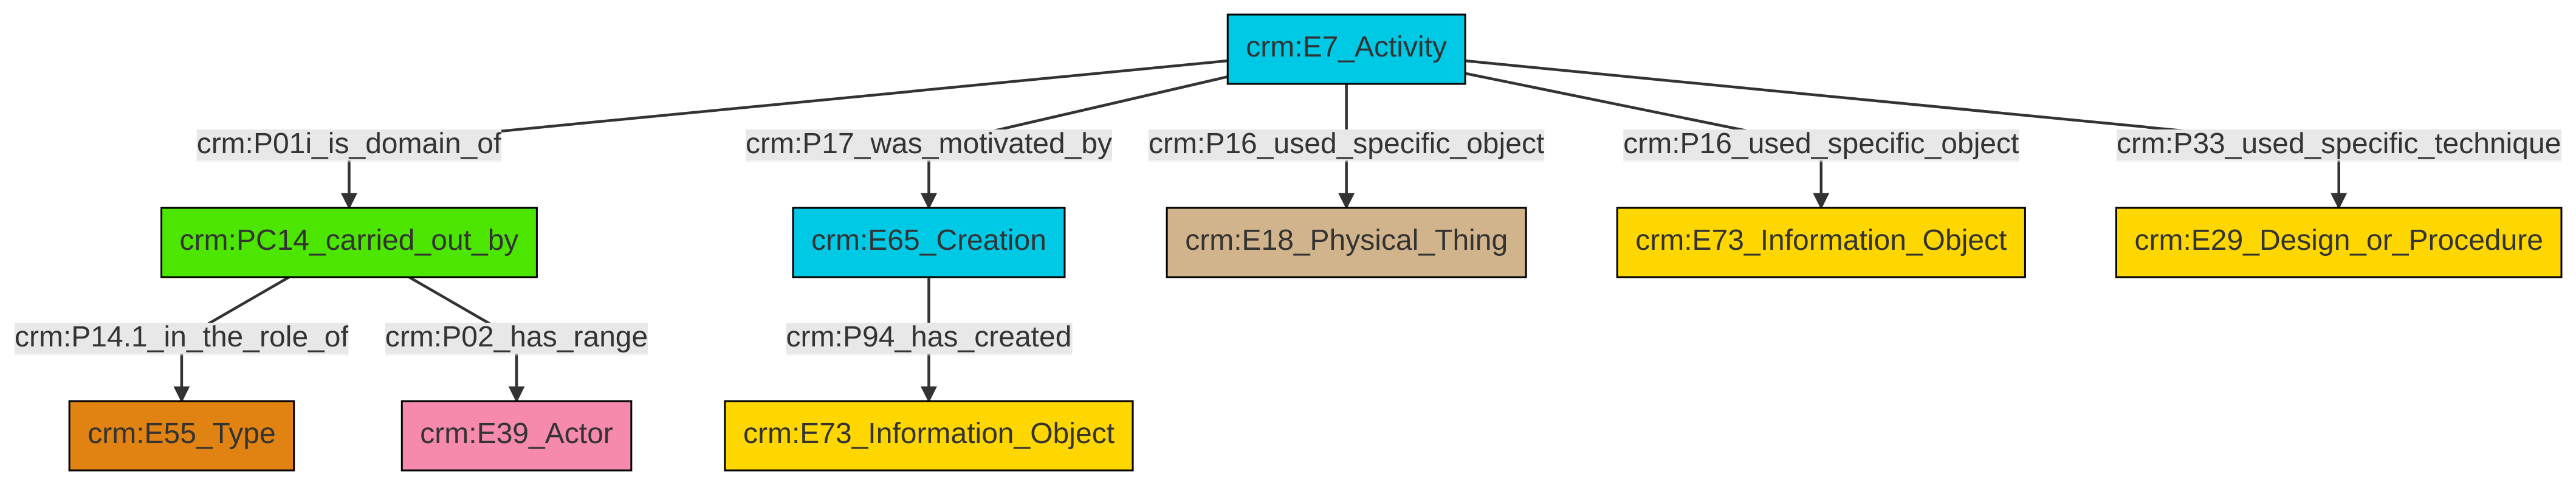 crm:E7_Activity
crm:P01i_is_domain_of
crm:P17_was_motivated_by
crm:P16_used_specific_object
crm:P16_used_specific_object
crm:P33_used_specific_technique
crm:PC14_carried_out_by
crm:E65_Creation
crm:E18_Physical_Thing
crm:E73_Information_Object
crm:E29_Design_or_Procedure
crm:P14.1_in_the_role_of
crm:P02_has_range
crm:P94_has_created
crm:E55_Type
crm:E39_Actor
crm:E73_Information_Object